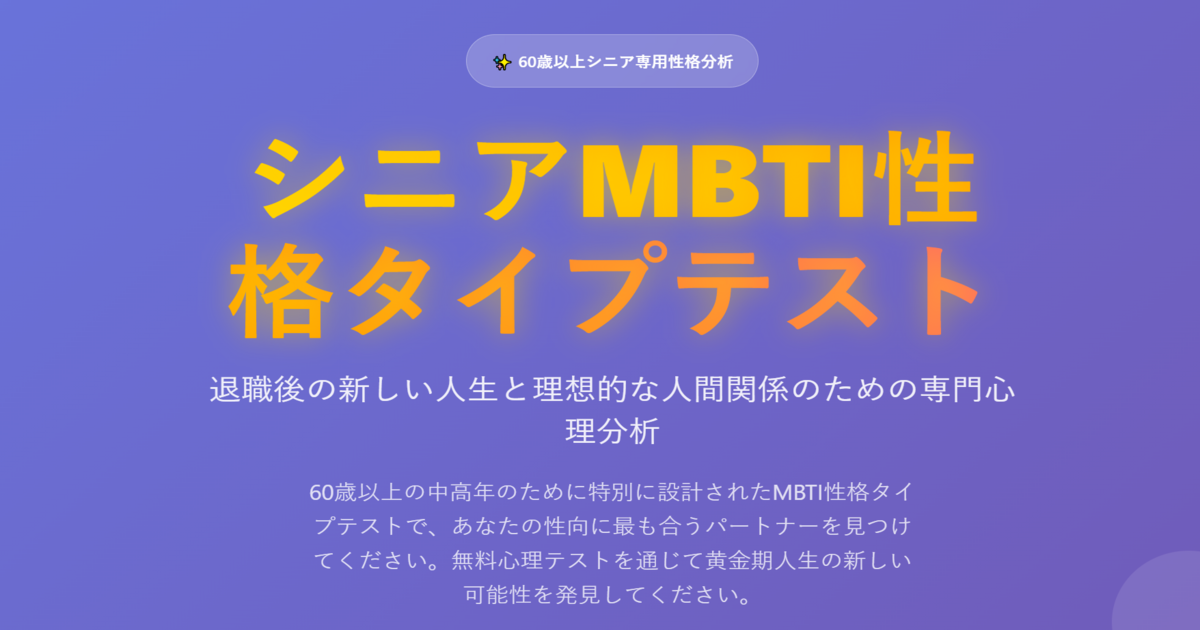 ✨ 60歳以上シニア専用性格分析
シニアMBTI性
格タイプテスト
退職後の新しい人生と理想的な人間関係のための専門心
理分析
60歳以上の中高年のために特別に設計されたMBTI性格タイ
プテストで、あなたの性向に最も合うパートナーを見つけ
てください。無料心理テストを通じて黄金期人生の新しい
可能性を発見してください。